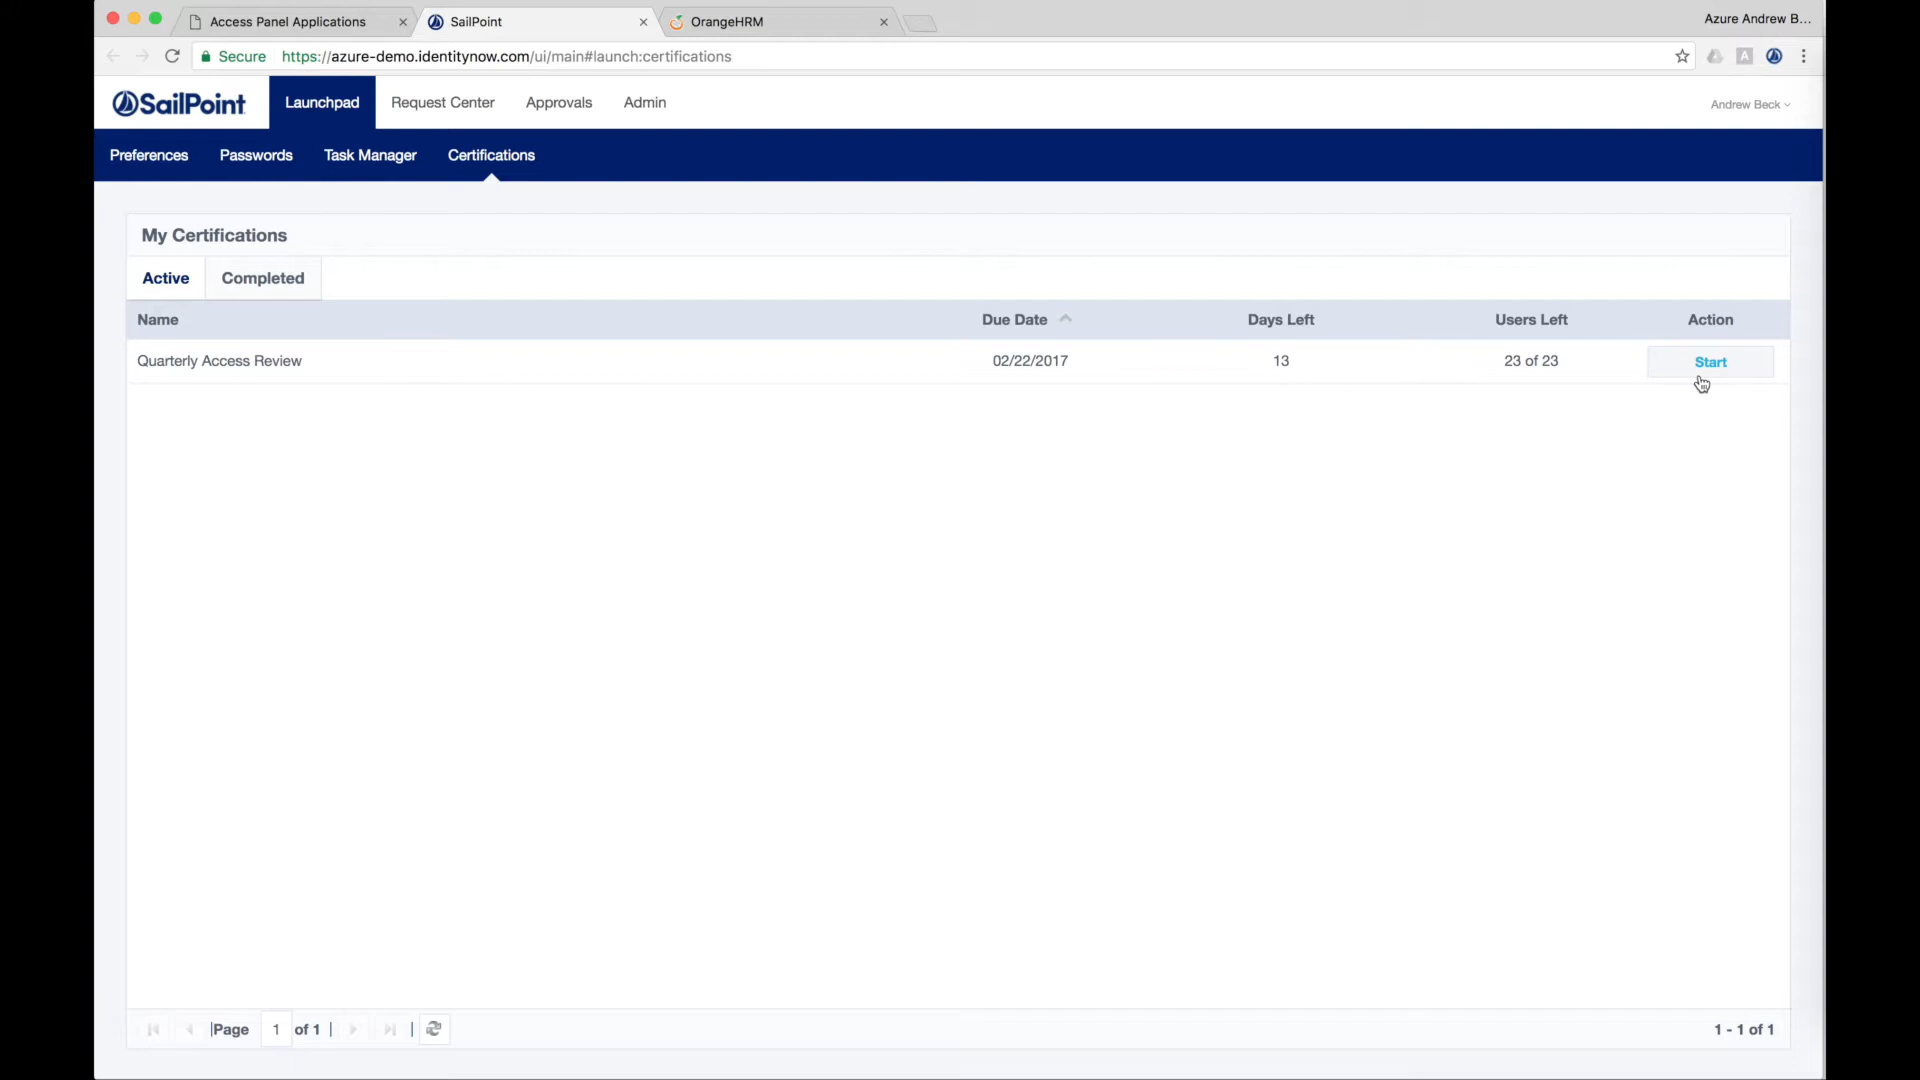 Access Panel Applications
SailPoint
OrangeHRM
Azure Andrew B...
Secure https://azure-demo.identitynow.com/ui/main#launch:certifications
A
SailPoint
Launchpad
Request Center
Approvals
Admin
Andrew Beck
Preferences
Passwords
Task Manager
Certifications
My Certifications
Active
Completed
Name Due Date Days Left Users Left Action
Quarterly Access Review 02/22/2017 13 23 of 23 Start
|Page 1 of 1 | | 1 - 1 of 1